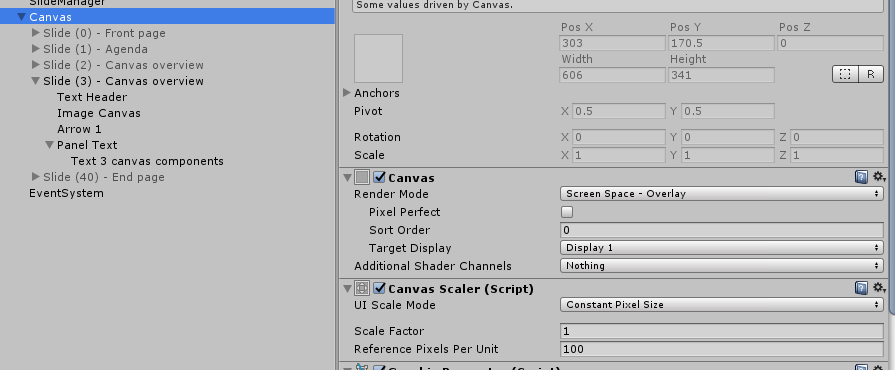 SlideManager
Canvas
Slide (0) - Front page
Slide (1) - Agenda
Slide (2) - Canvas overview
Slide (3) - Canvas overview
Text Header
Image Canvas
Arrow 1
Panel Text
Text 3 canvas components
Slide (40) - End page
EventSystem
Some values driven by Canvas.
Pos X Pos Y Pos Z
303 170.5 0
Width Height
606 341
R
Anchors
Pivot X 0.5 Y 0.5
Rotation X 0 Y 0 Z 0
Scale X 1 Y 1 Z 1
Canvas
Render Mode Screen Space - Overlay
Pixel Perfect
Sort Order 0
Target Display Display 1
Additional Shader Channels Nothing
Canvas Scaler (Script)
UI Scale Mode Constant Pixel Size
Scale Factor 1
Reference Pixels Per Unit 100